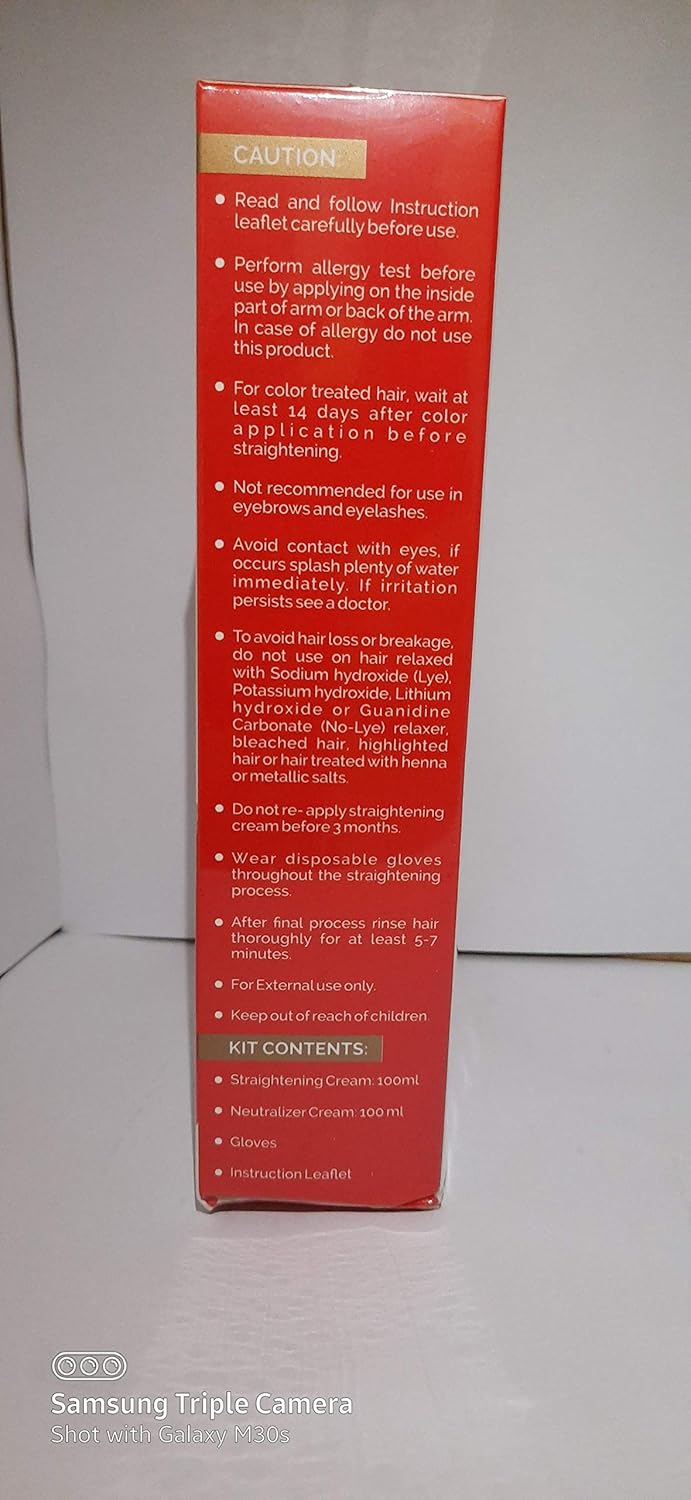 CAUTION:
• Read and follow Instruction
leaflet carefully before use.
• Perform allergy test before
use by applying on the inside
part of arm or back of the arm.
In case of allergy do not use
this product.
• For color treated hair, wait at
least 14 days after color
application before
straightening.
• Not recommended for use in
eyebrows and eyelashes.
• Avoid contact with eyes, if
occurs splash plenty of water
immediately. If irritation
persists see a doctor.
• To avoid hair loss or breakage,
do not use on hair relaxed
with Sodium hydroxide (Lye),
Potassium hydroxide, Lithium
hydroxide or Guanidine
Carbonate (No-Lye) relaxer,
bleached hair, highlighted
hair or hair treated with henna
or metallic salts.
• Do not re- apply straightening
cream before 3 months.
• Wear disposable gloves
throughout the straightening
process.
• After final process rinse hair
thoroughly for at least 5-7
minutes.
• For External use only.
• Keep out of reach of children.
KIT CONTENTS:
• Straightening Cream: 100ml
• Neutralizer Cream: 100 ml
• Gloves
• Instruction Leaflet
Samsung Triple Camera
Shot with Galaxy M30s